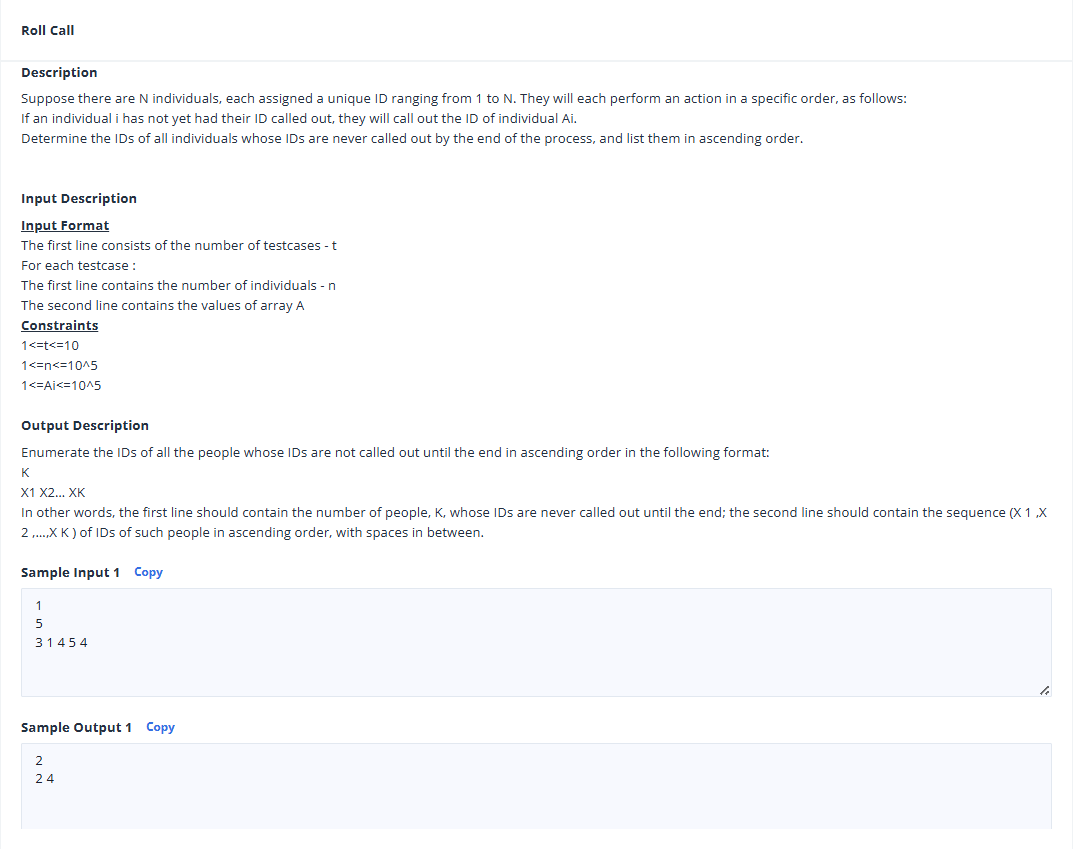 Roll Call
Description
Suppose there are N individuals, each assigned a unique ID ranging from 1 to N. They will each perform an action in a specific order, as follows:
If an individual i has not yet had their ID called out, they will call out the ID of individual Ai.
Determine the IDs of all individuals whose IDs are never called out by the end of the process, and list them in ascending order.
Input Description
Input Format
The first line consists of the number of testcases - t
For each testcase :
The first line contains the number of individuals - n
The second line contains the values of array A
Constraints
1<=t<=10
1<=n<=10^5
1<=Ai<=10^5
Output Description
Enumerate the IDs of all the people whose IDs are not called out until the end in ascending order in the following format:
K
X1 X2... XK
In other words, the first line should contain the number of people, K, whose IDs are never called out until the end; the second line should contain the sequence (X 1 ,X
2 ,...,X K ) of IDs of such people in ascending order, with spaces in between.
Sample Input 1 Copy
1
5
3 1 4 5 4
Sample Output 1 Copy
2
2 4